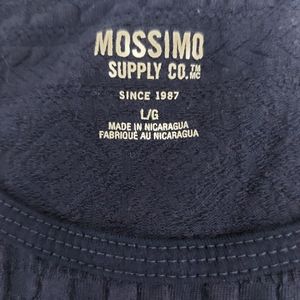 MOSSIMO
SUPPLY CO.™ MC
SINCE 1987
L/G
MADE IN NICARAGUA
FABRIQUÉ AU NICARAGUA